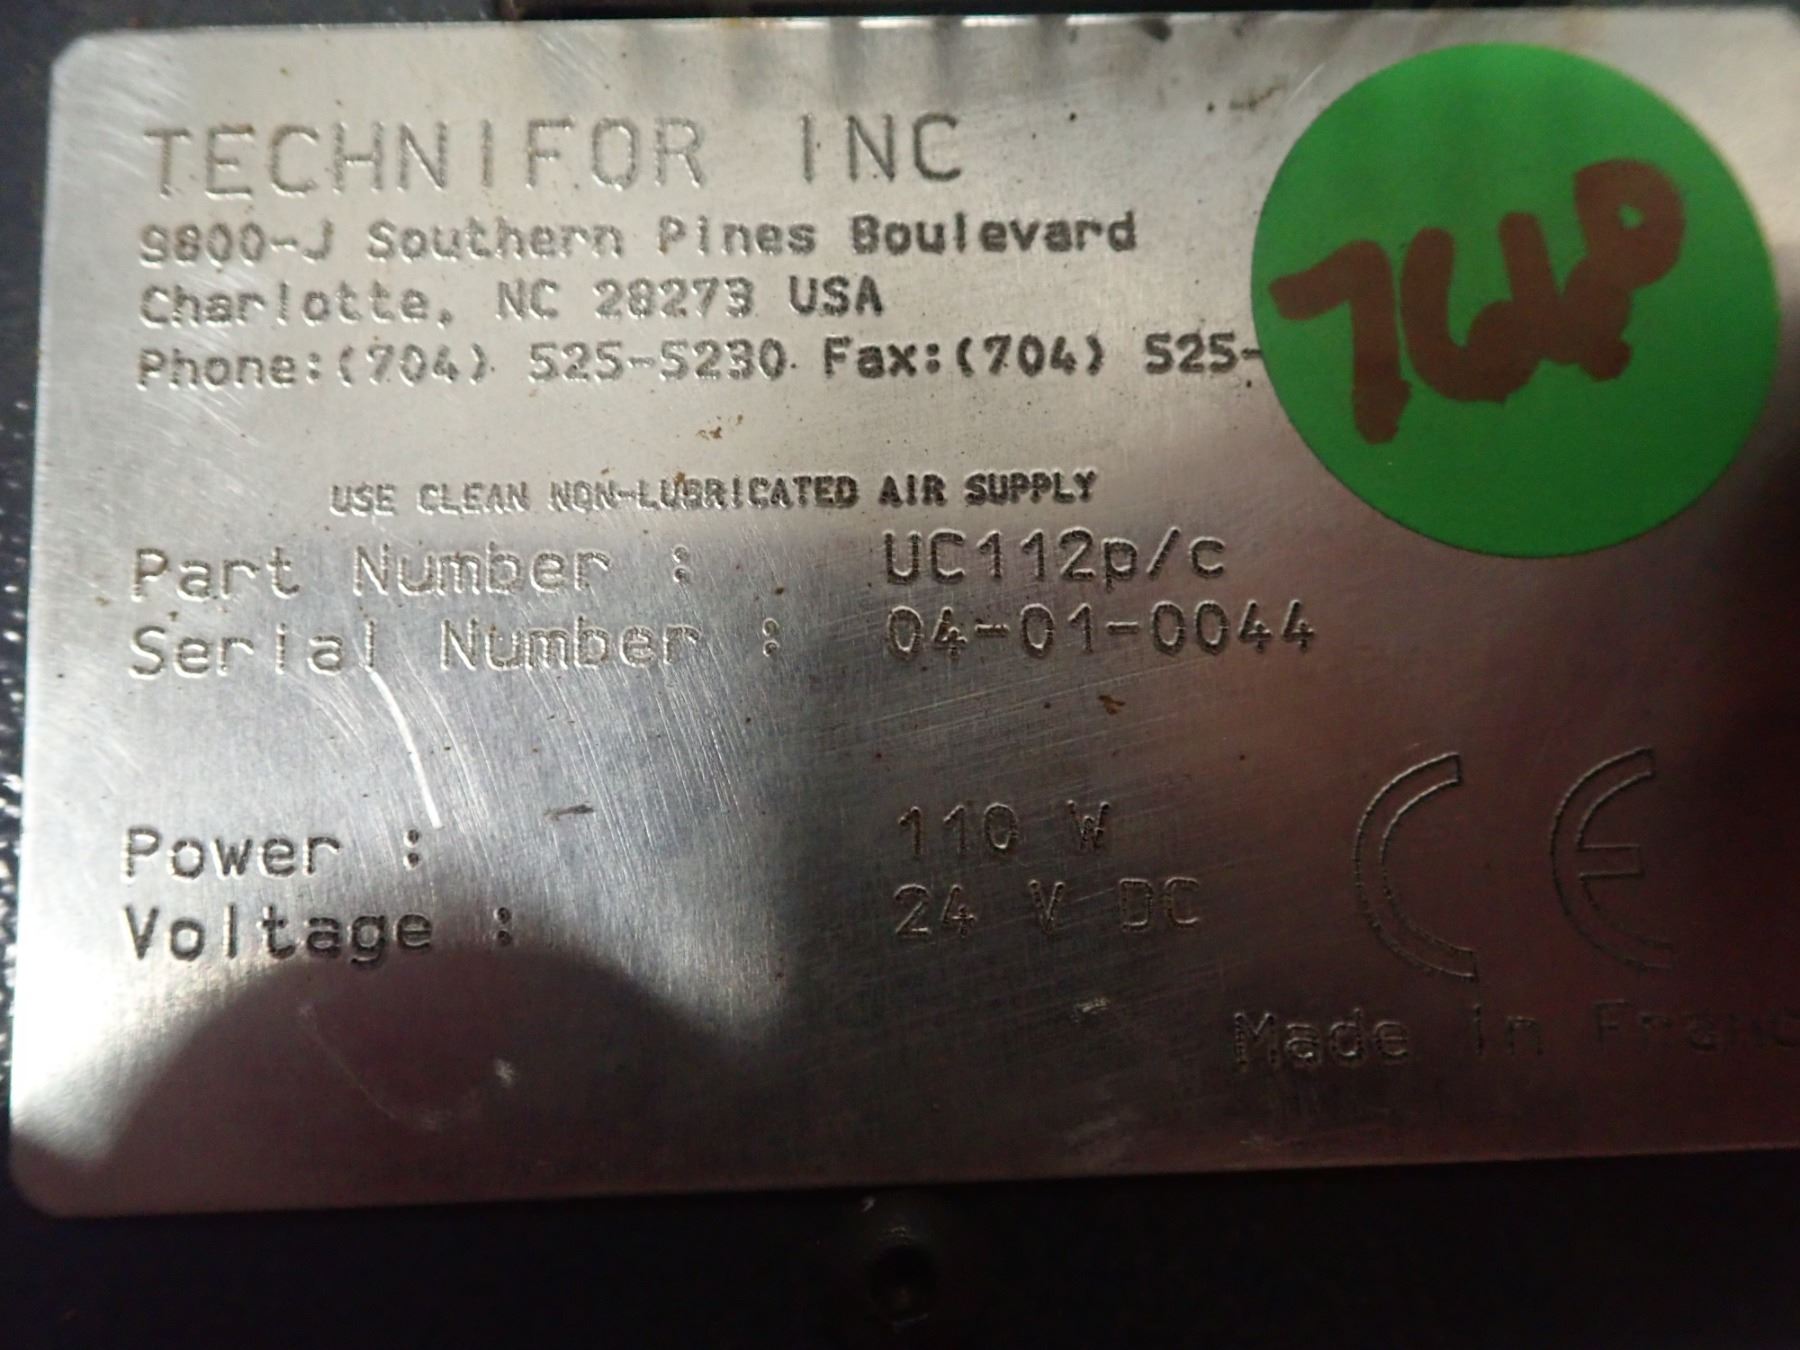 TECHNIFOR INC
9800-J Southern Pines Boulevard
Charlotte, NC 28273 USA
Phone:(704) 525-5230 Fax:(704) 525-
USE CLEAN NON-LUBRICATED AIR SUPPLY
Part Number : UC112p/c
Serial Number : 04-01-0044
Power : 110 W
Voltage : 24 V DC
CE
Made in Franc